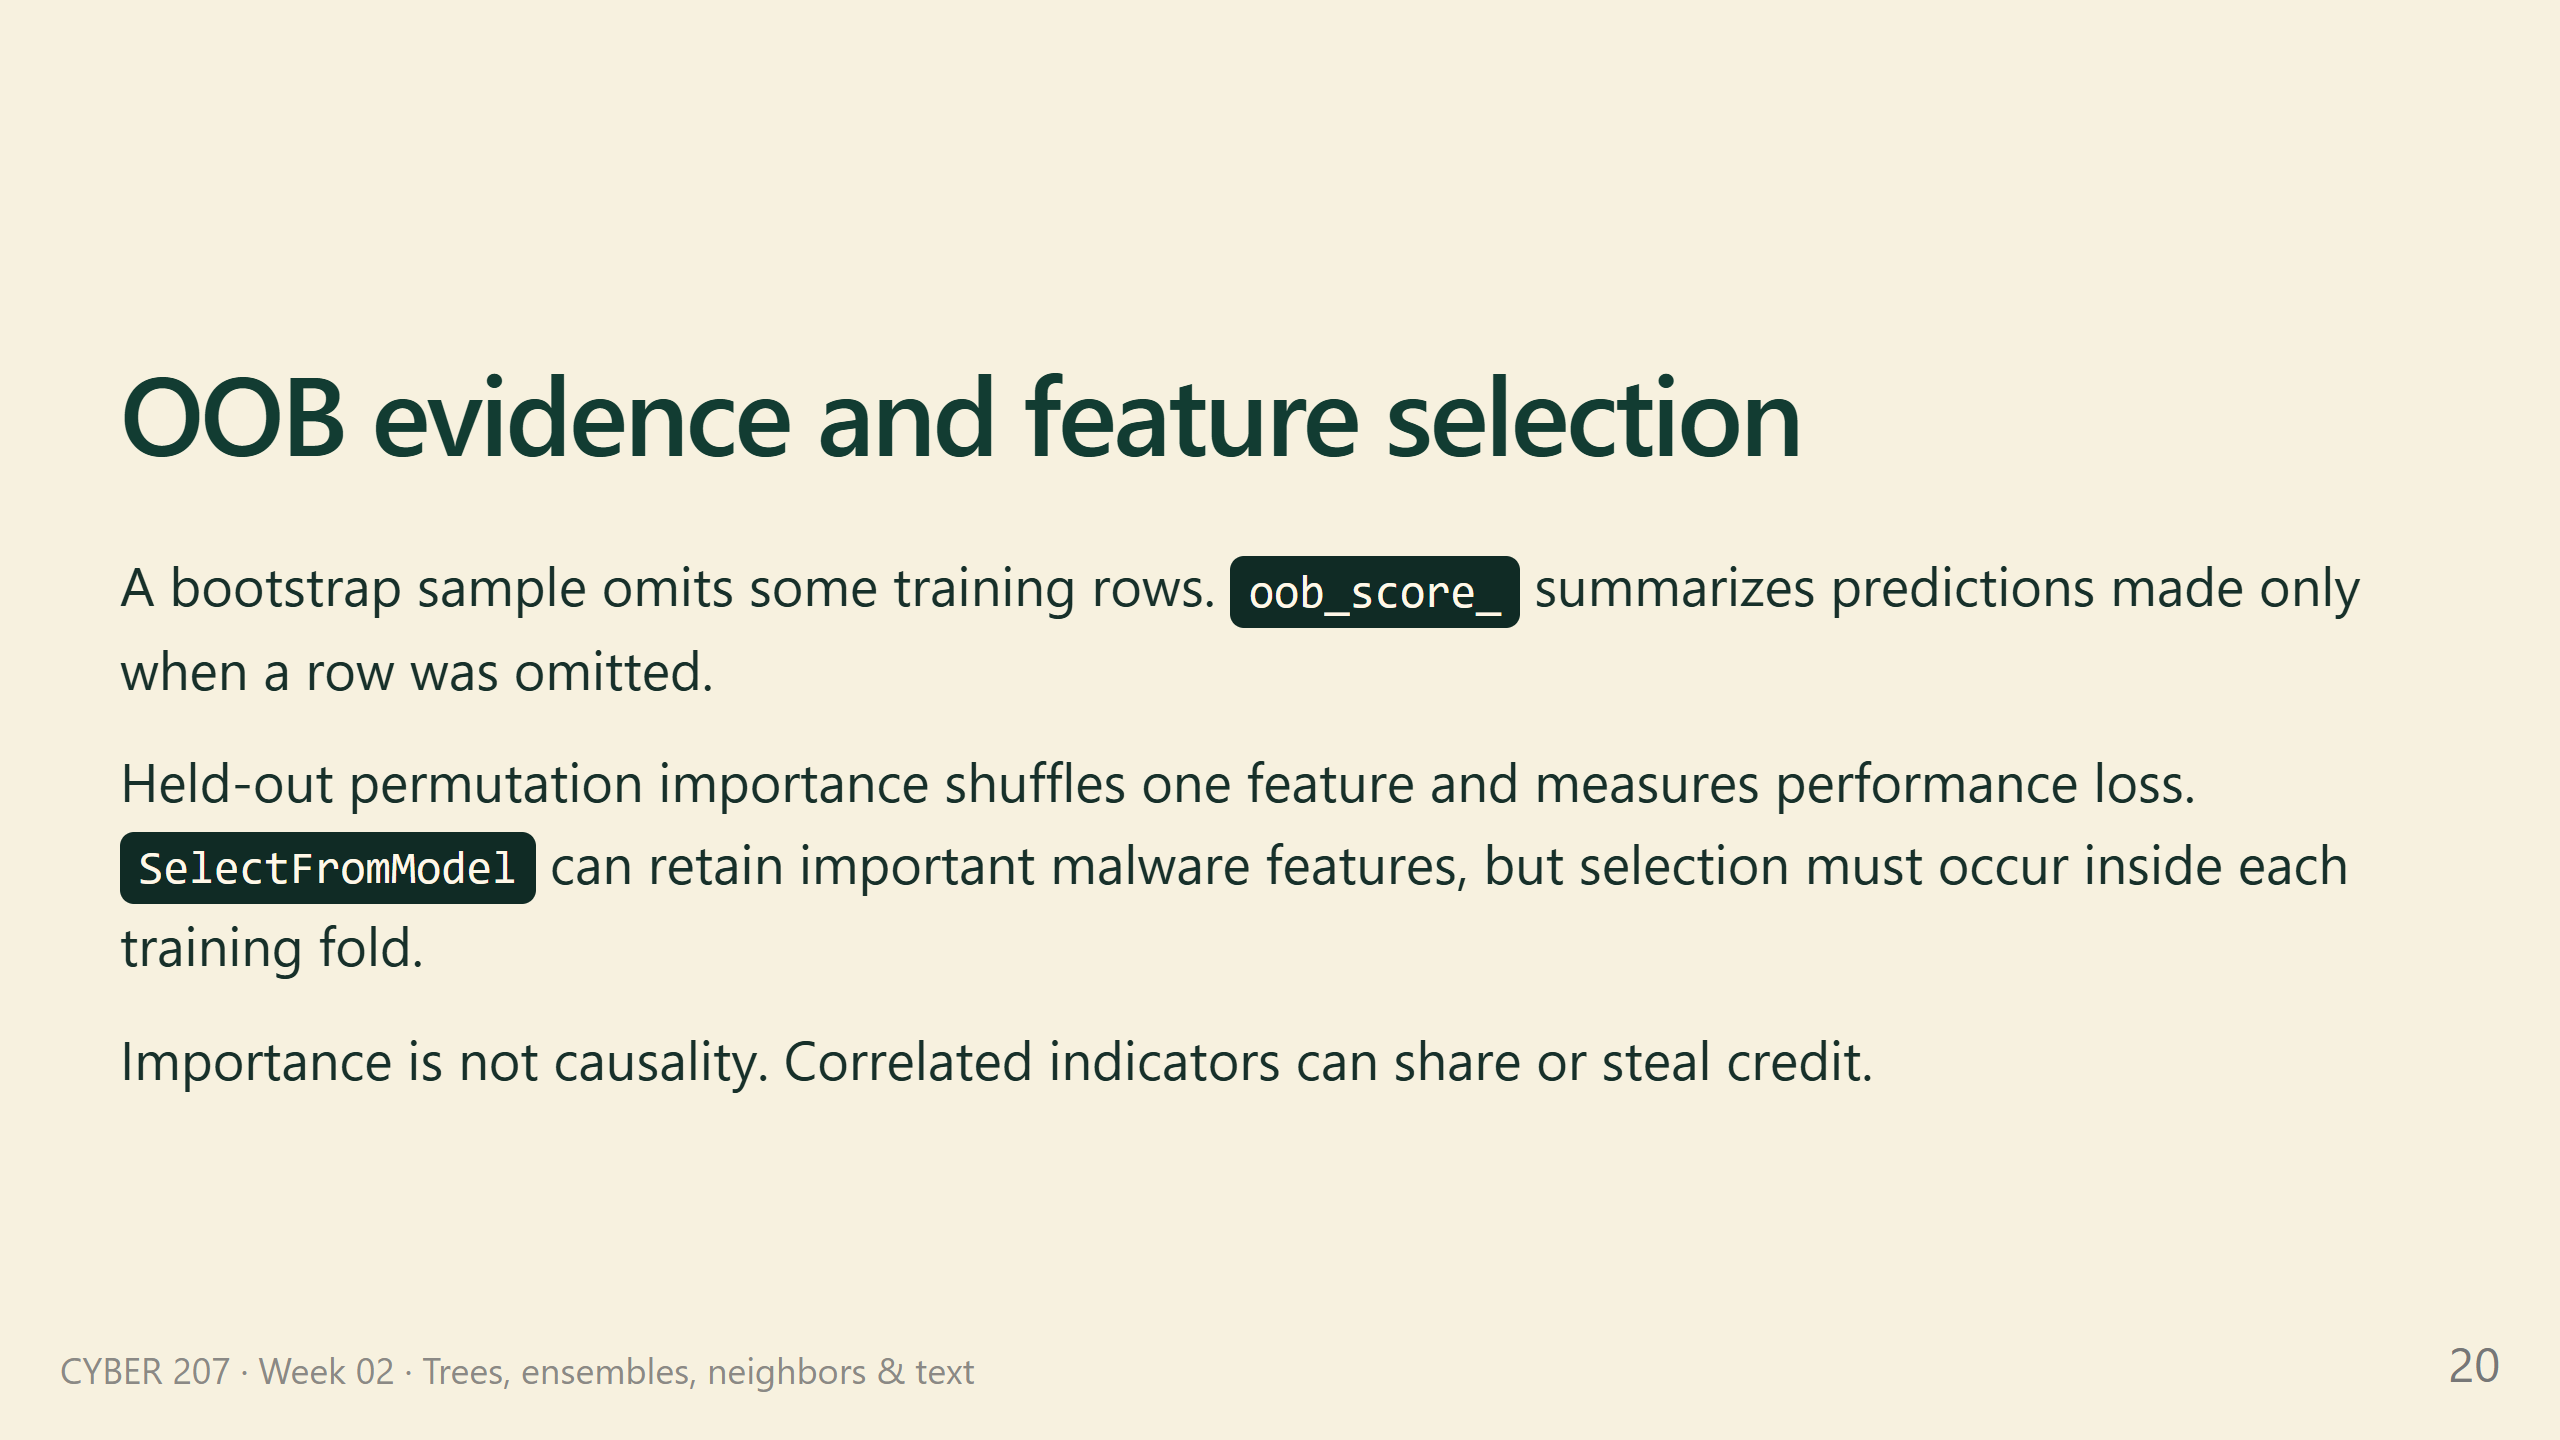 OOB evidence and feature selection
A bootstrap sample omits some training rows. oob_score_ summarizes predictions made only
when a row was omitted.
Held-out permutation importance shuffles one feature and measures performance loss.
SelectFromModel can retain important malware features, but selection must occur inside each
training fold.
Importance is not causality. Correlated indicators can share or steal credit.
CYBER 207 · Week 02 · Trees, ensembles, neighbors & text
20